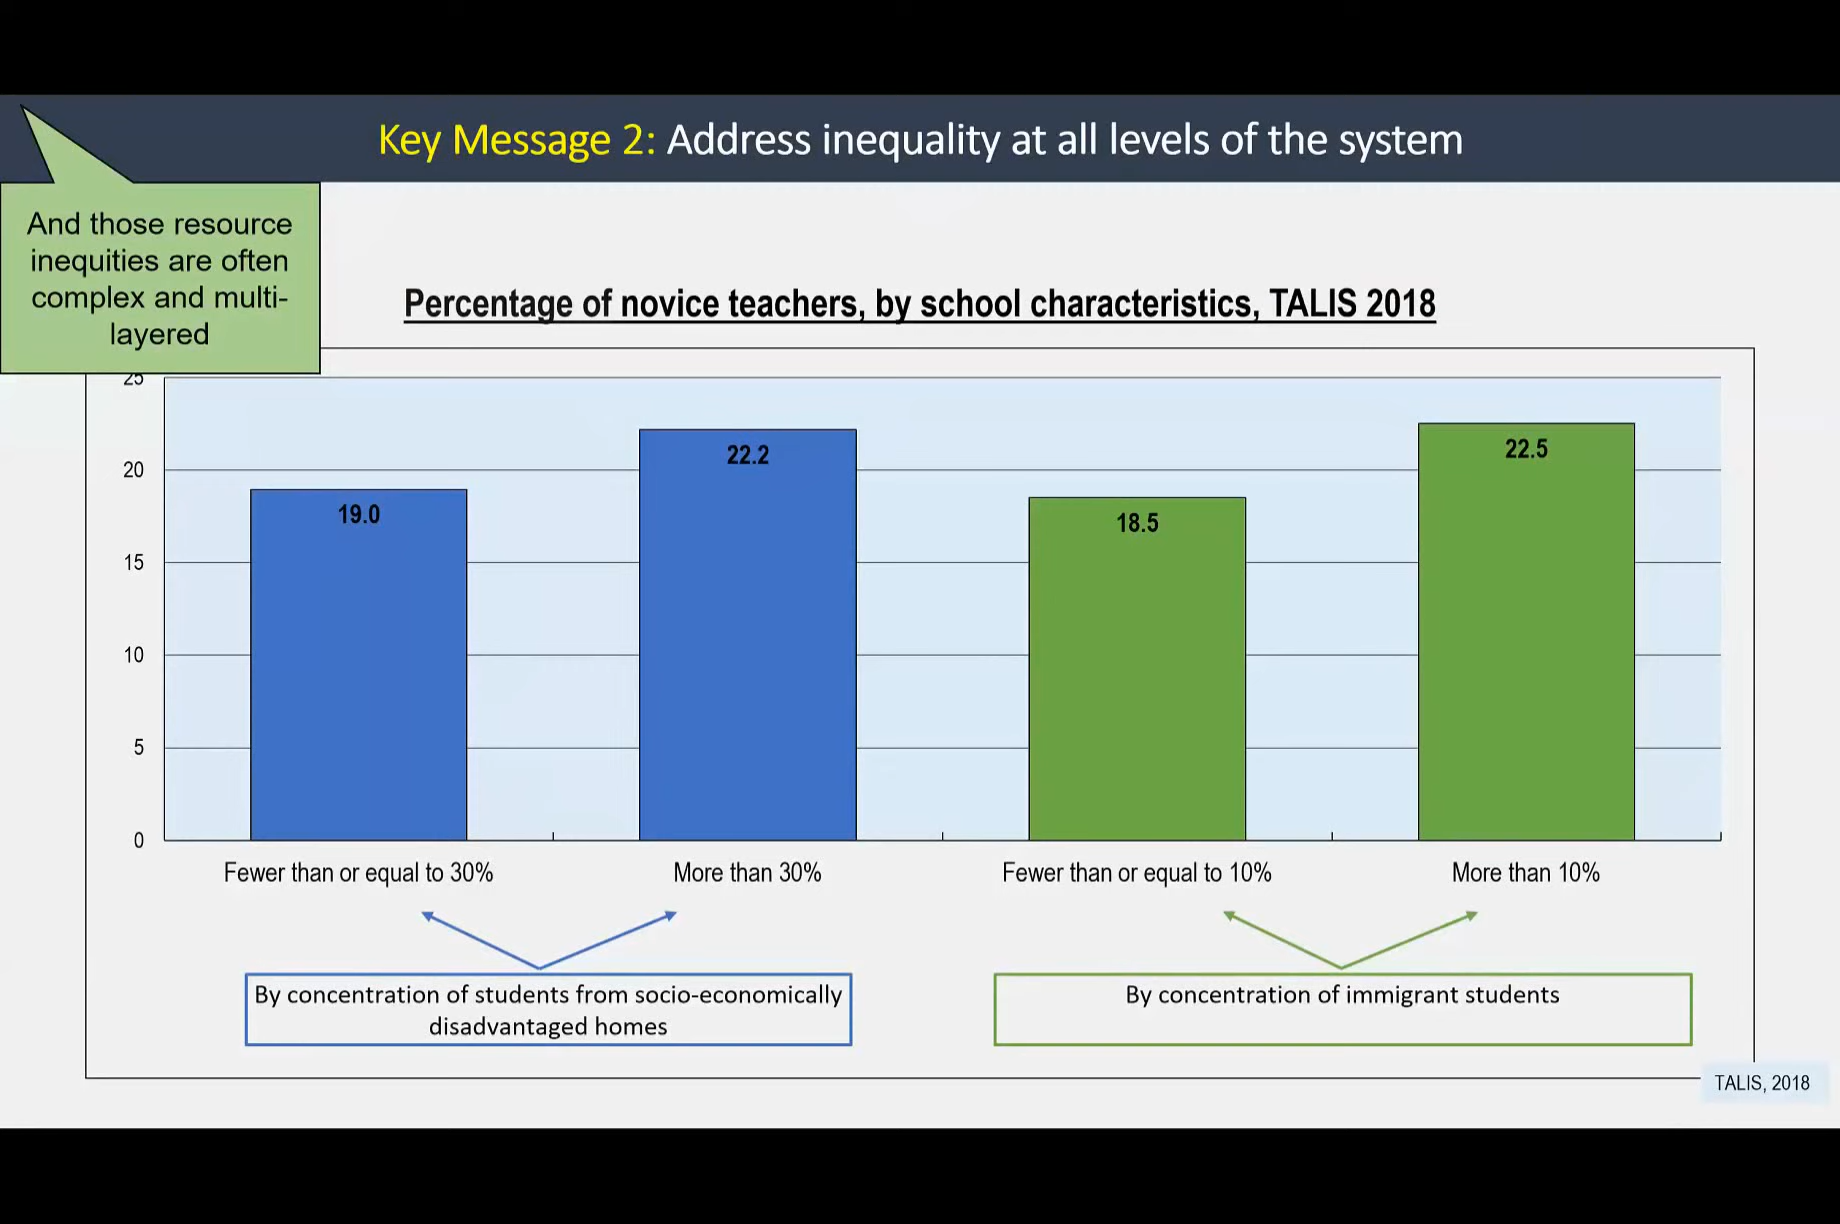 Key Message 2: Address inequality at all levels of the system
And those resource
inequities are often
complex and multi-
layered
Percentage of novice teachers, by school characteristics, TALIS 2018
25
20
15
10
5
0
19.0
22.2
18.5
22.5
Fewer than or equal to 30%
More than 30%
Fewer than or equal to 10%
More than 10%
By concentration of students from socio-economically
disadvantaged homes
By concentration of immigrant students
TALIS, 2018